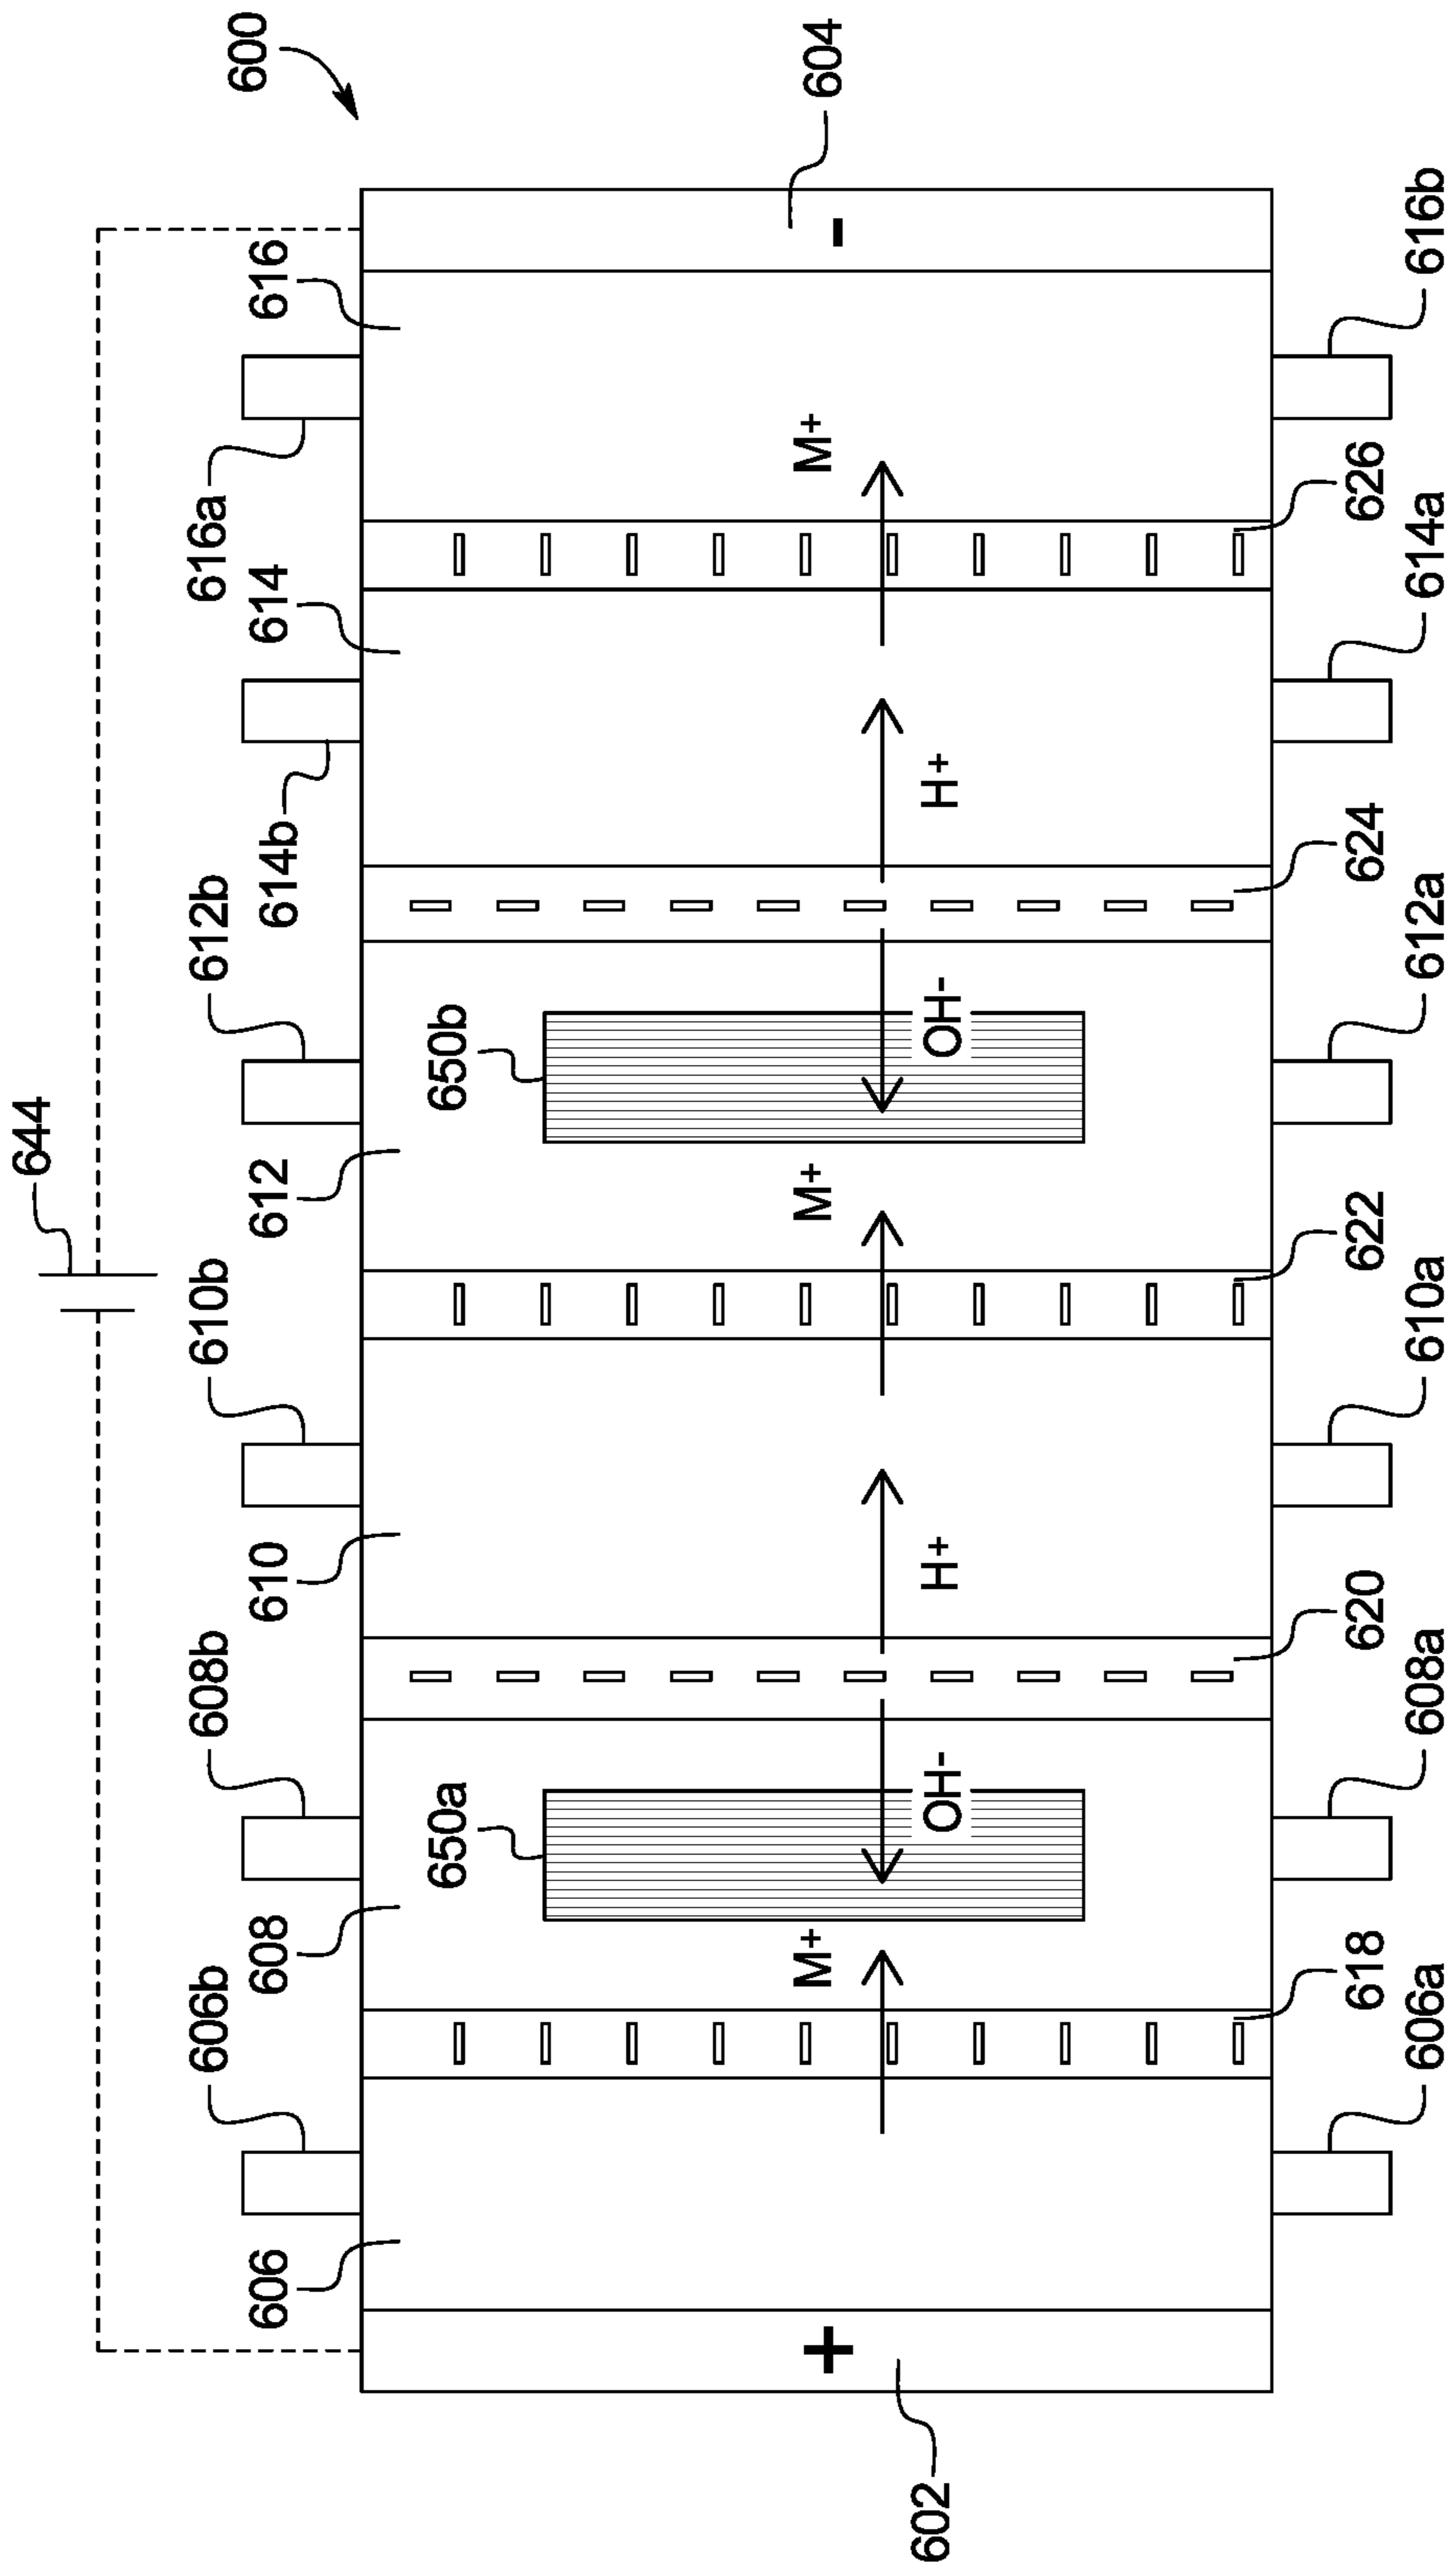 644
600
606b 608b 610b 612b 616a
606 608 610 612 614b 614 616
650a 650b
604
M+ M+ M+
+ -
602 OH- H+ OH- H+
618 620 622 624 626
606a 608a 610a 612a 614a 616b